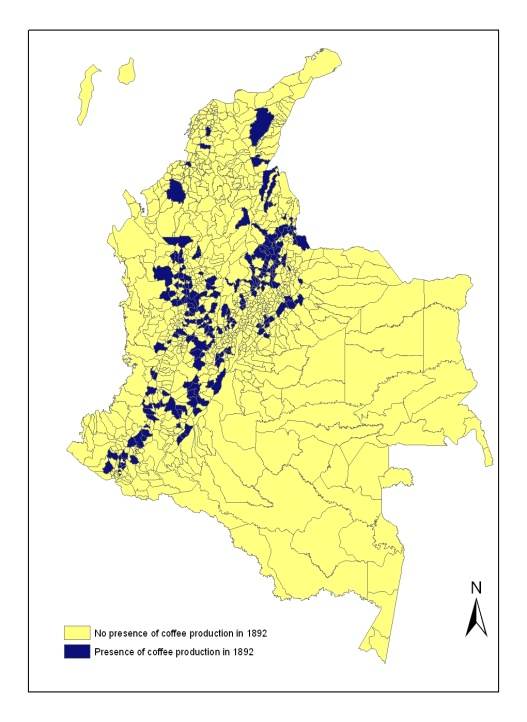 N
No presence of coffee production in 1892
Presence of coffee production in 1892